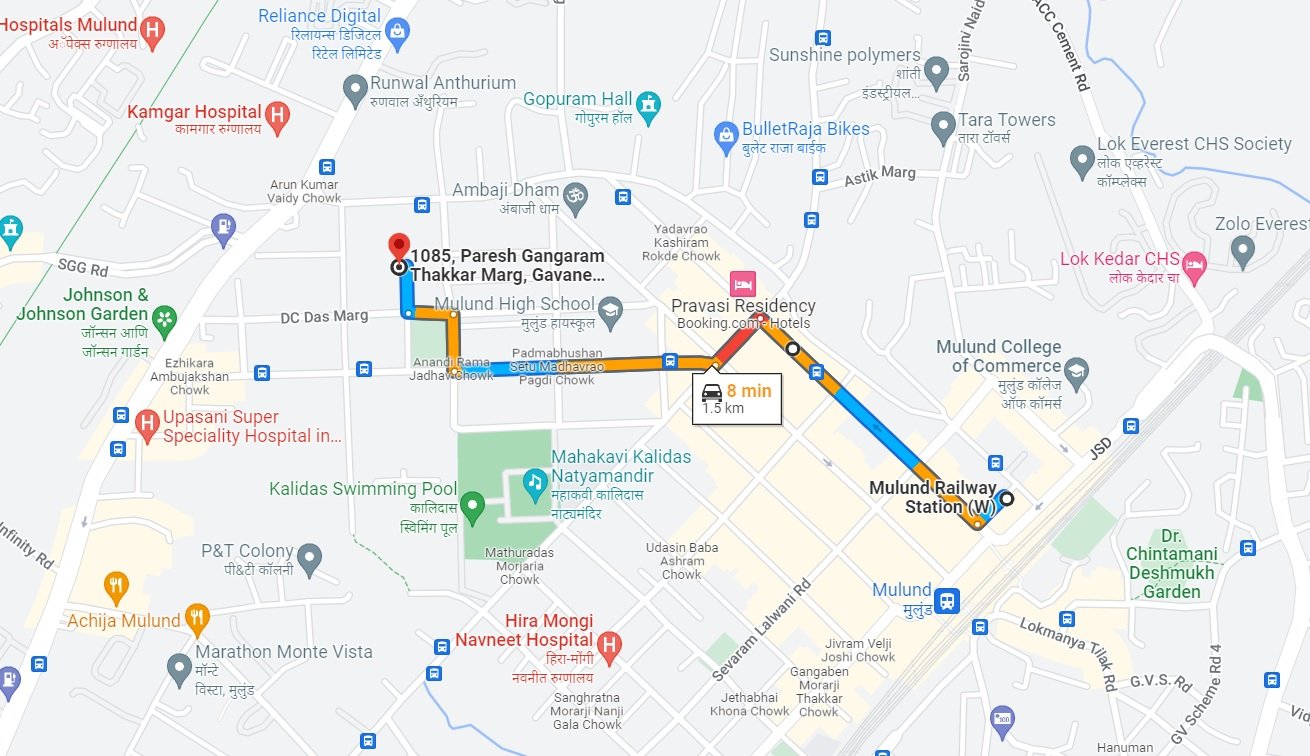 Hospitals Mulund
अॅपेक्स रुग्णालय
Reliance Digital
रिलायन्स डिजिटल
रिटेल लिमिटेड
Runwal Anthurium
रुणवाल अँथुरियम
Kamgar Hospital
कामगार रुग्णालय
Gopuram Hall
गोपुरम हॉल
Sunshine polymers
शांती
इंडस्ट्रीयल...
Sarojini Naid
ACC Cement Rd
BulletRaja Bikes
बुलेट राजा बाईक
Tara Towers
तारा टॉवर्स
Lok Everest CHS Society
लोक एव्हरेस्ट
कॉम्प्लेक्स
Arun Kumar
Vaidy Chowk
Ambaji Dham
अंबाजी धाम
Astik Marg
Yadavrao
Kashiram
Rokde Chowk
Zolo Everest
SGG Rd
1085, Paresh Gangaram
Thakkar Marg, Gavane...
Lok Kedar CHS
लोक केदार चा
Johnson &
Johnson Garden
जॉन्सन आणि
जॉन्सन गार्डन
DC Das Marg
Mulund High School
मुलुंड हायस्कूल
Pravasi Residency
Booking.com - Hotels
Ezhikara
Ambujakshan
Chowk
Anandi Rama
Jadhav Chowk
Padmabhushan
Setu Madhavrao
Pagdi Chowk
Mulund College
of Commerce
मुलुंड कॉलेज
ऑफ कॉमर्स
8 min
1.5 km
Upasani Super
Speciality Hospital in...
JSD
Mahakavi Kalidas
Natyamandir
महाकवी कालिदास
नाट्यमंदिर
Kalidas Swimming Pool
कालिदास
स्विमिंग पूल
Mulund Railway
Station (W)
Infinity Rd
P&T Colony
पी&टी कॉलनी
Mathuradas
Morjaria
Chowk
Udasin Baba
Ashram
Chowk
Dr.
Chintamani
Deshmukh
Garden
Mulund
मुलुंड
Achija Mulund
Hira Mongi
Navneet Hospital
हिरा-मोंगी
नवनीत रुग्णालय
Sevaram Lalwani Rd
Lokmanya Tilak Rd
Marathon Monte Vista
मॉन्टे
विस्टा, मुलुंड
Jivram Velji
Joshi Chowk
Gangaben
Morarji
Thakkar
Chowk
G.V.S. Rd
GV Scheme Rd 4
Sanghratna
Morarji Nanji
Gala Chowk
Jethabhai
Khona Chowk
Vid
Hanuman